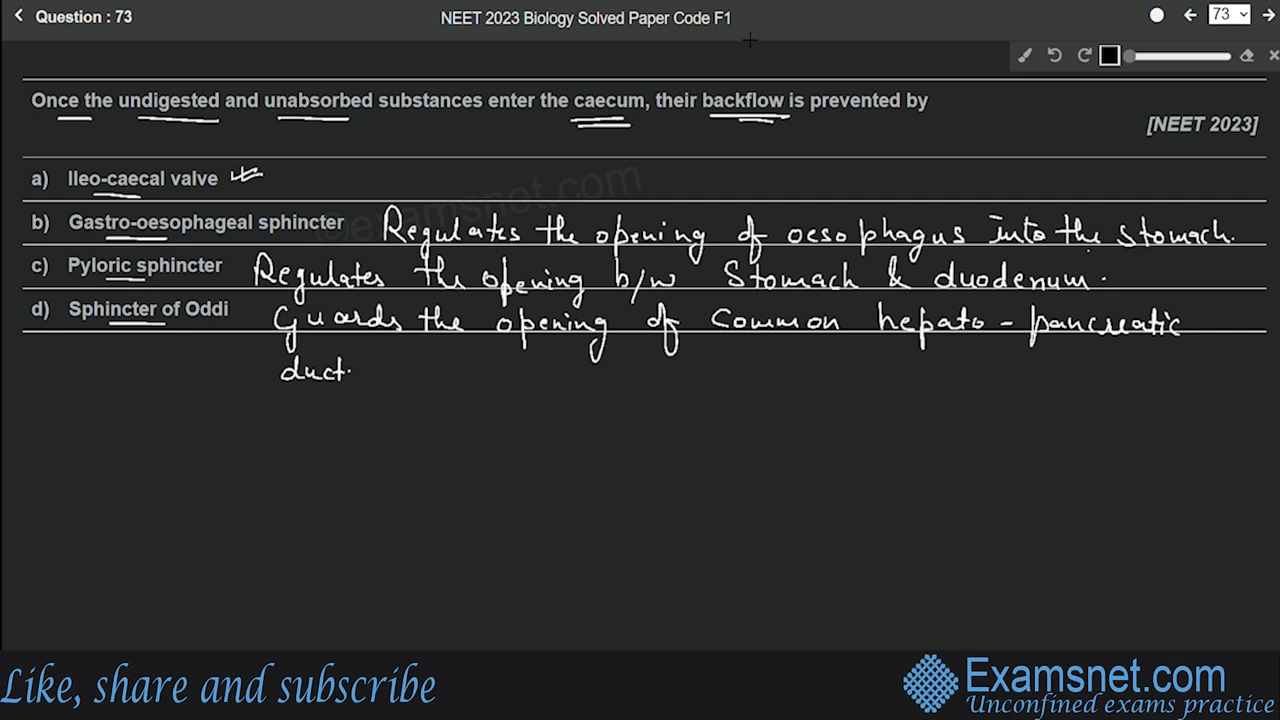 Question : 73
NEET 2023 Biology Solved Paper Code F1
73
Once the undigested and unabsorbed substances enter the caecum, their backflow is prevented by
[NEET 2023]
a) Ileo-caecal valve
©examsnet.com
b) Gastro-oesophageal sphincter Regulates the opening of oesophagus into the stomach.
c) Pyloric sphincter Regulates the opening b/w Stomach & duodenum.
d) Sphincter of Oddi Guards the opening of Common hepato-pancreatic
duct.
Like, share and subscribe
Examsnet.com
Unconfined exams practice